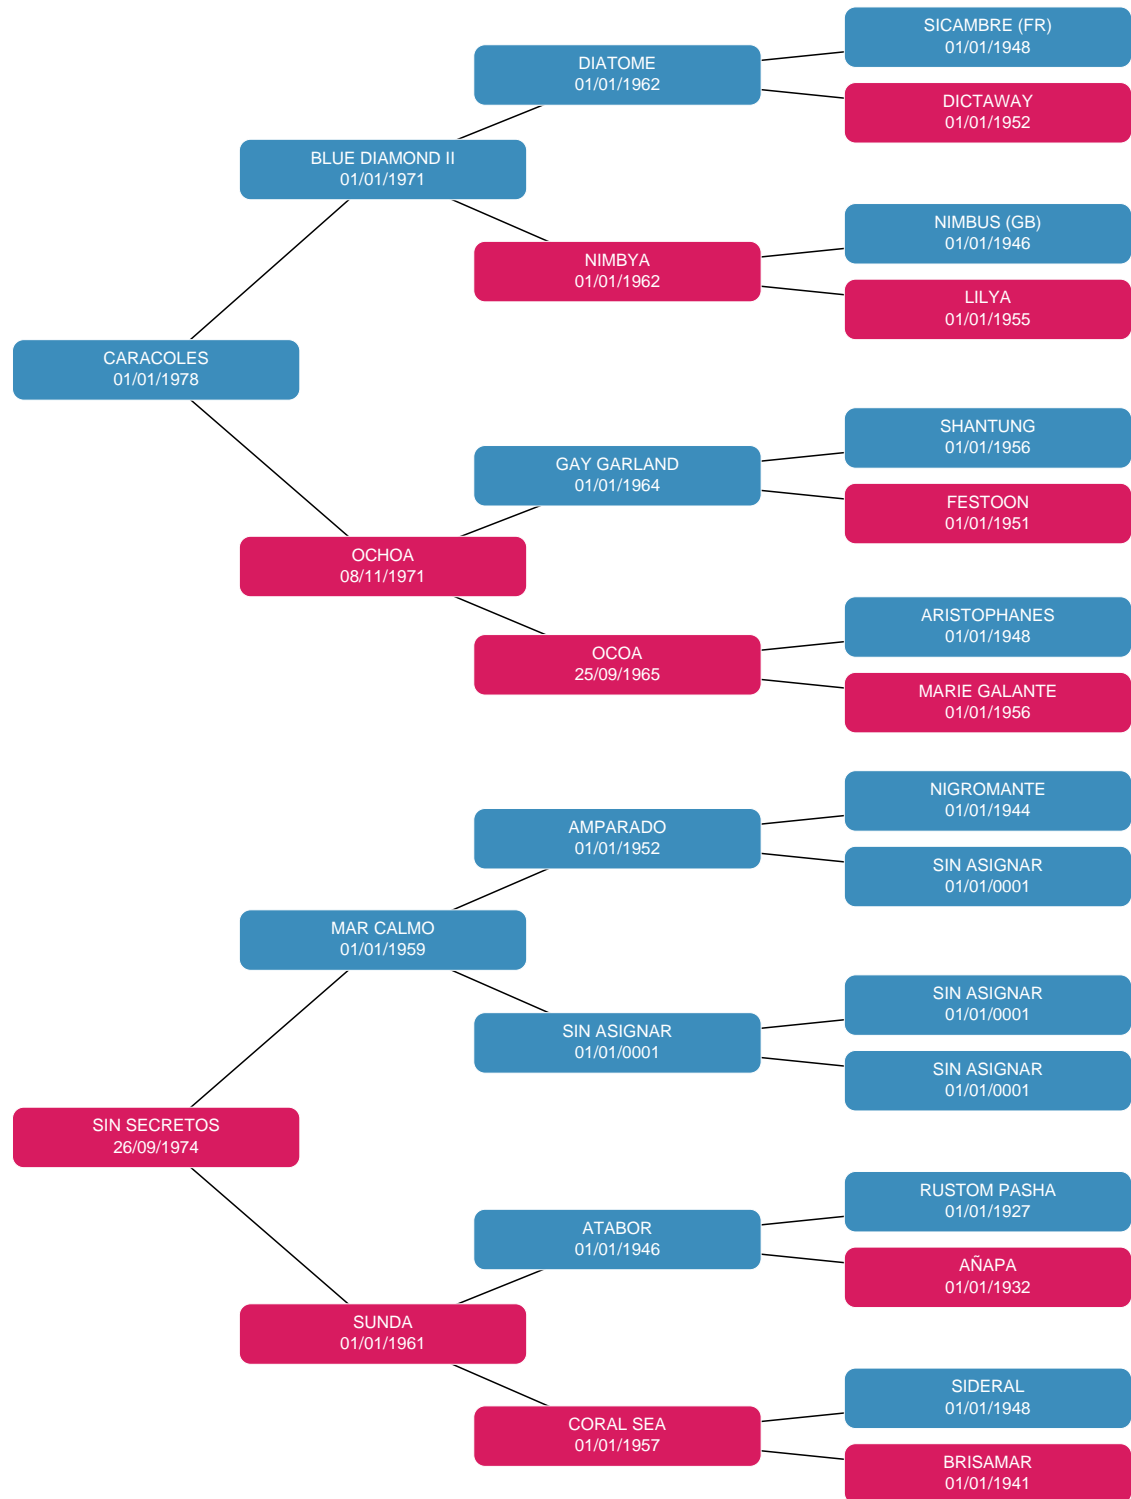 SICAMBRE (FR)
01/01/1948
DIATOME
01/01/1962
DICTAWAY
01/01/1952
BLUE DIAMOND II
01/01/1971
NIMBUS (GB)
01/01/1946
NIMBYA
01/01/1962
LILYA
01/01/1955
CARACOLES
01/01/1978
SHANTUNG
01/01/1956
GAY GARLAND
01/01/1964
FESTOON
01/01/1951
OCHOA
08/11/1971
ARISTOPHANES
01/01/1948
OCOA
25/09/1965
MARIE GALANTE
01/01/1956
NIGROMANTE
01/01/1944
AMPARADO
01/01/1952
SIN ASIGNAR
01/01/0001
MAR CALMO
01/01/1959
SIN ASIGNAR
01/01/0001
SIN ASIGNAR
01/01/0001
SIN ASIGNAR
01/01/0001
SIN SECRETOS
26/09/1974
RUSTOM PASHA
01/01/1927
ATABOR
01/01/1946
AÑAPA
01/01/1932
SUNDA
01/01/1961
SIDERAL
01/01/1948
CORAL SEA
01/01/1957
BRISAMAR
01/01/1941